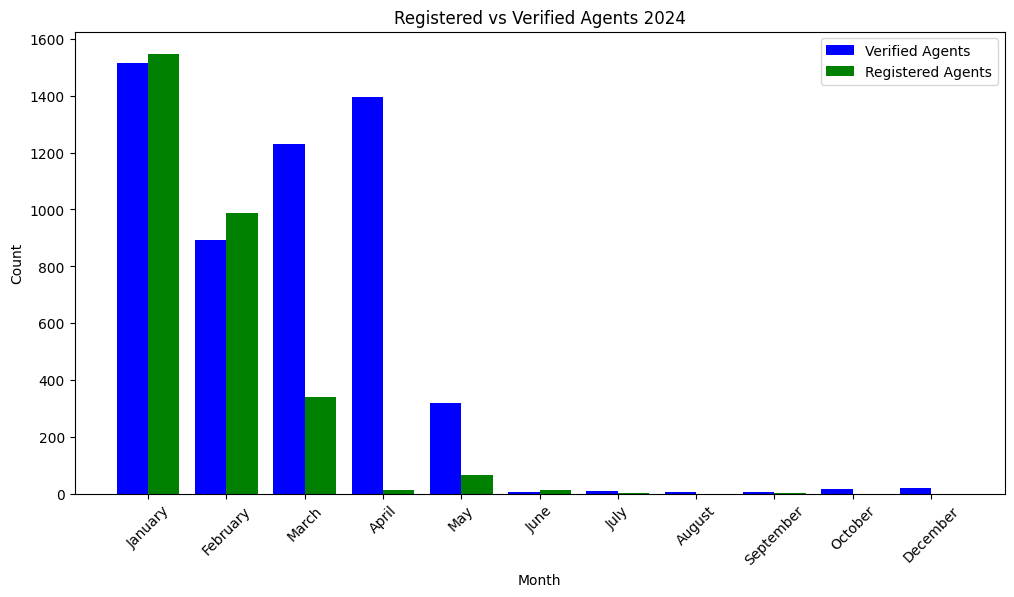 Registered vs Verified Agents 2024
Verified Agents
Registered Agents
1600
1400
1200
1000
800
600
400
200
0
Count
January
February
March
April
May
June
July
August
September
October
December
Month